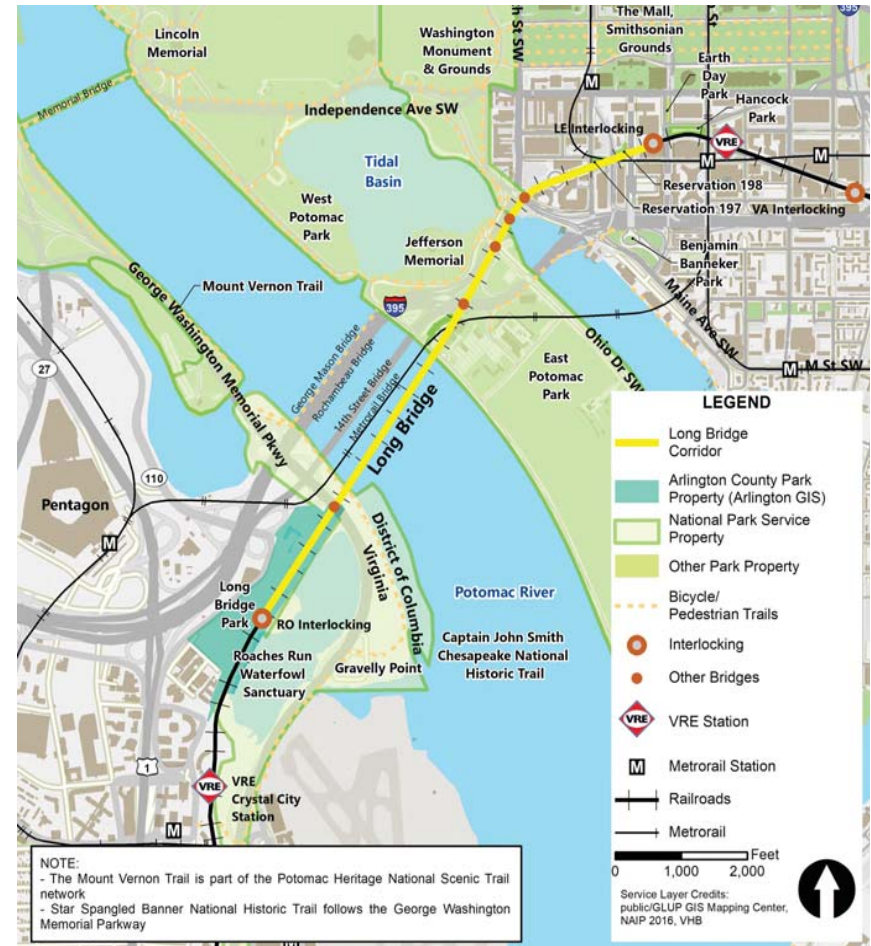 Lincoln
Memorial
Washington
Monument
& Grounds
th St SW
The Mall,
Smithsonian
Grounds
St
395
Memorial Bridge
Independence Ave SW
Earth
Day
Park
Hancock
Park
M
LE Interlocking
VRE
M
M
Tidal
Basin
West
Potomac
Park
Reservation 198
Reservation 197
VA Interlocking
Jefferson
Memorial
Benjamin
Banneker
Park
George Washington Memorial Pkwy
Mount Vernon Trail
395
Maine Ave SW
George Mason Bridge
Rochambeau Bridge
14th Street Bridge
Metrorail Bridge
Long Bridge
Ohio Dr SW
East
Potomac
Park
M
M St SW
27
110
Pentagon
M
District of Columbia
Virginia
Long
Bridge
Park
RO Interlocking
Potomac River
Roaches Run
Waterfowl
Sanctuary
Gravelly Point
Captain John Smith
Chesapeake National
Historic Trail
1
VRE
VRE
Crystal City
Station
M
LEGEND
Long Bridge
Corridor
Arlington County Park
Property (Arlington GIS)
National Park Service
Property
Other Park Property
Bicycle/
Pedestrian Trails
Interlocking
Other Bridges
VRE
VRE Station
M
Metrorail Station
Railroads
Metrorail
Feet
0 1,000 2,000
Service Layer Credits:
public/GLUP GIS Mapping Center,
NAIP 2016, VHB
NOTE:
- The Mount Vernon Trail is part of the Potomac Heritage National Scenic Trail
network
- Star Spangled Banner National Historic Trail follows the George Washington
Memorial Parkway